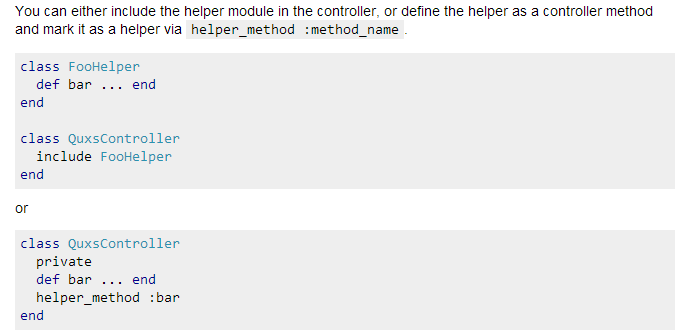 You can either include the helper module in the controller, or define the helper as a controller method
and mark it as a helper via helper_method :method_name .
class FooHelper
  def bar ... end
end
class QuxsController
  include FooHelper
end
or
class QuxsController
  private
  def bar ... end
  helper_method :bar
end